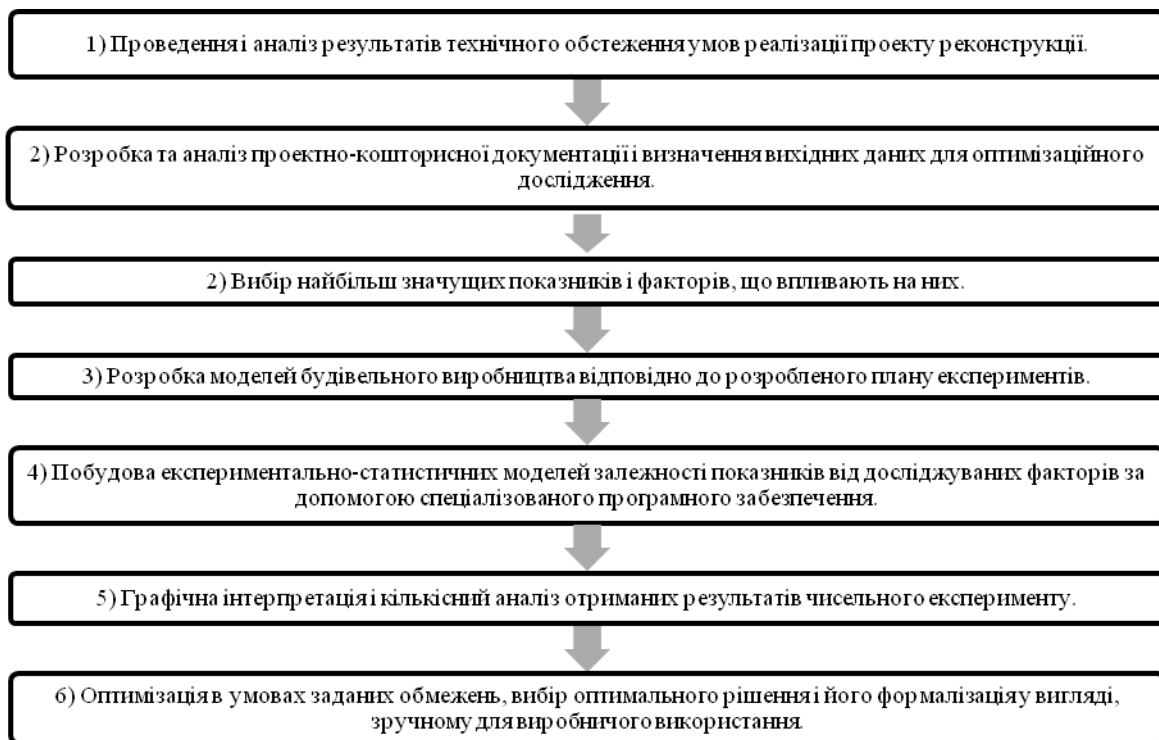 1) Проведення і аналіз результатів технічного обстеження умов реалізації проекту реконструкції.
2) Розробка та аналіз проектно-кошторисної документації і визначення вихідних даних для оптимізаційного
дослідження.
2) Вибір найбільш значущих показників і факторів, що впливають на них.
3) Розробка моделей будівельного виробництва відповідно до розробленого плану експериментів.
4) Побудова експериментально-статистичних моделей залежності показників від досліджуваних факторів за
допомогою спеціалізованого програмного забезпечення.
5) Графічна інтерпретація і кількісний аналіз отриманих результатів чисельного експерименту.
6) Оптимізація в умовах заданих обмежень, вибір оптимального рішення і його формалізація у вигляді,
зручному для виробничого використання.